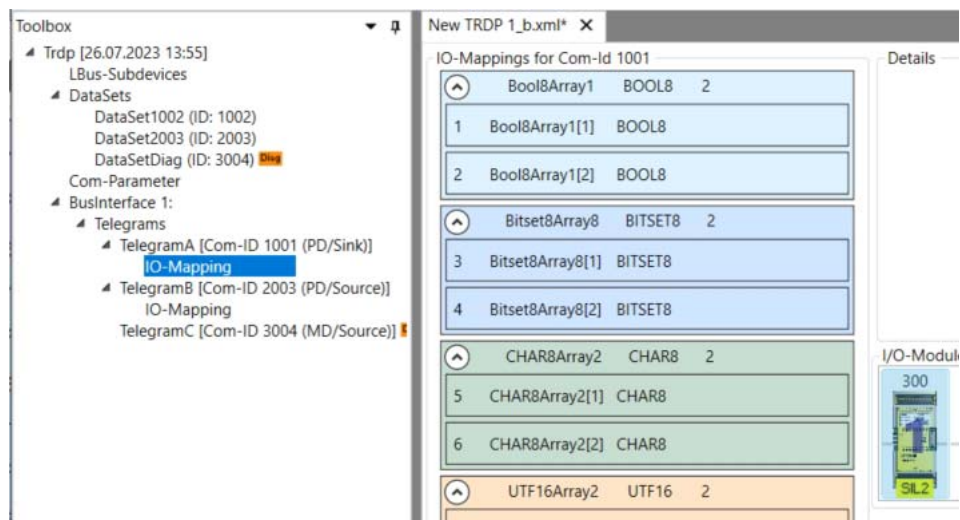 Toolbox
Trdp [26.07.2023 13:55]
LBus-Subdevices
DataSets
DataSet1002 (ID: 1002)
DataSet2003 (ID: 2003)
DataSetDiag (ID: 3004) Diag
Com-Parameter
BusInterface 1:
Telegrams
TelegramA [Com-ID 1001 (PD/Sink)]
IO-Mapping
TelegramB [Com-ID 2003 (PD/Source)]
IO-Mapping
TelegramC [Com-ID 3004 (MD/Source)]
New TRDP 1_b.xml*
IO-Mappings for Com-Id 1001
Bool8Array1 BOOL8 2
1 Bool8Array1[1] BOOL8
2 Bool8Array1[2] BOOL8
Bitset8Array8 BITSET8 2
3 Bitset8Array8[1] BITSET8
4 Bitset8Array8[2] BITSET8
CHAR8Array2 CHAR8 2
5 CHAR8Array2[1] CHAR8
6 CHAR8Array2[2] CHAR8
UTF16Array2 UTF16 2
Details
I/O-Module
300
1
SIL2